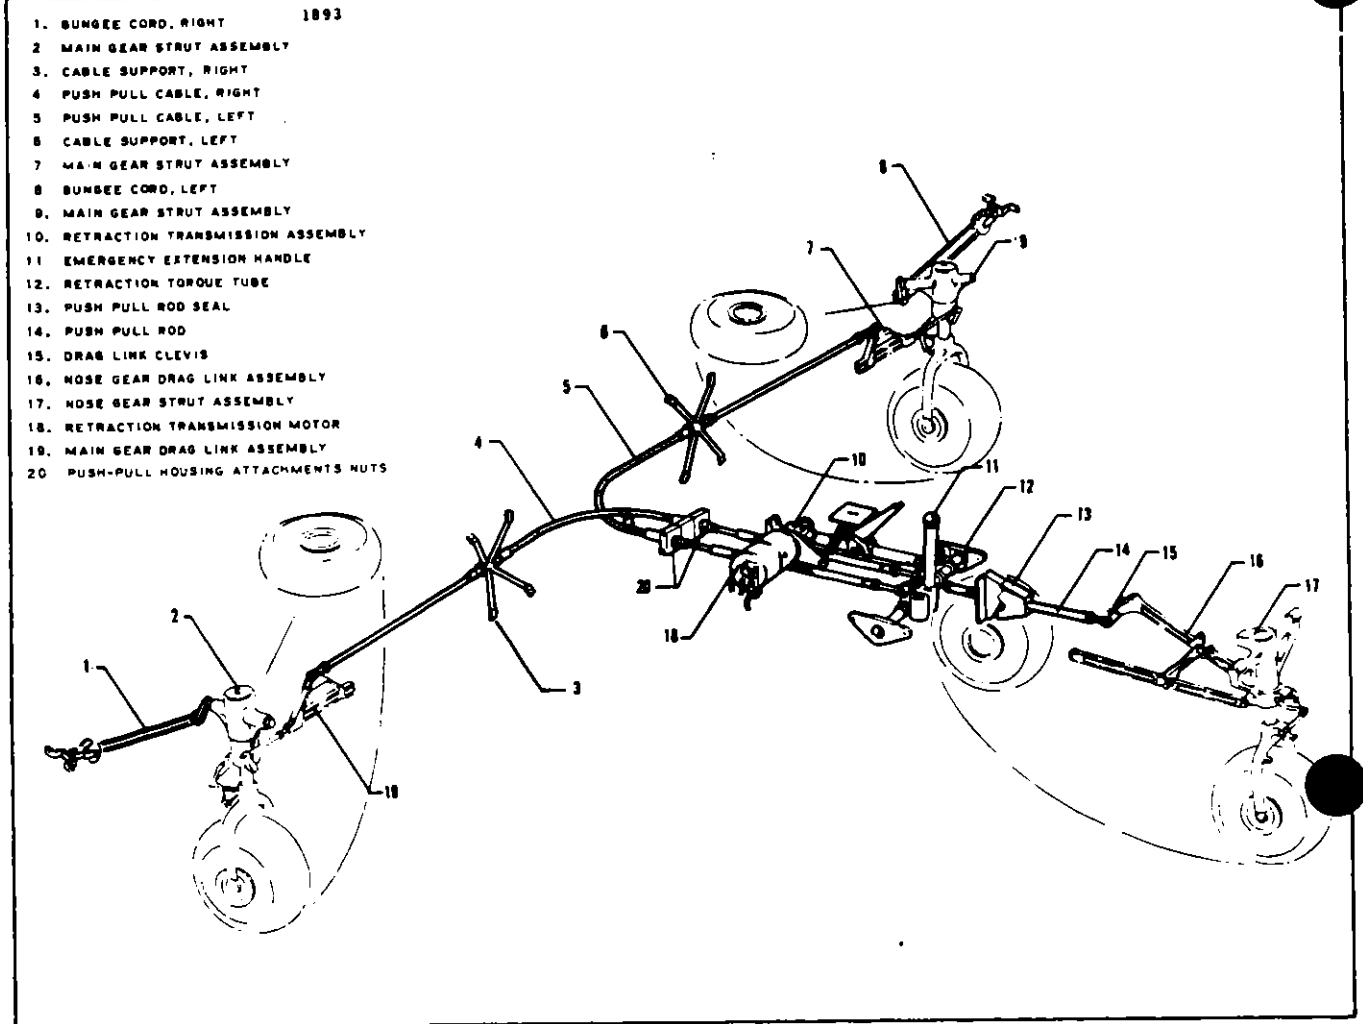 1893
1. BUNGEE CORD, RIGHT
2 MAIN GEAR STRUT ASSEMBLY
3. CABLE SUPPORT, RIGHT
4 PUSH PULL CABLE, RIGHT
5 PUSH PULL CABLE, LEFT
6 CABLE SUPPORT, LEFT
7 MAIN GEAR STRUT ASSEMBLY
8 BUNGEE CORD, LEFT
9. MAIN GEAR STRUT ASSEMBLY
10. RETRACTION TRANSMISSION ASSEMBLY
11 EMERGENCY EXTENSION HANDLE
12. RETRACTION TORQUE TUBE
13. PUSH PULL ROD SEAL
14. PUSH PULL ROD
15. DRAG LINK CLEVIS
16. NOSE GEAR DRAG LINK ASSEMBLY
17. NOSE GEAR STRUT ASSEMBLY
18. RETRACTION TRANSMISSION MOTOR
19. MAIN GEAR DRAG LINK ASSEMBLY
20 PUSH-PULL HOUSING ATTACHMENTS NUTS
8
9
7
6
5
4
10
11
12
13
14
15
16
17
20
18
2
1
3
19